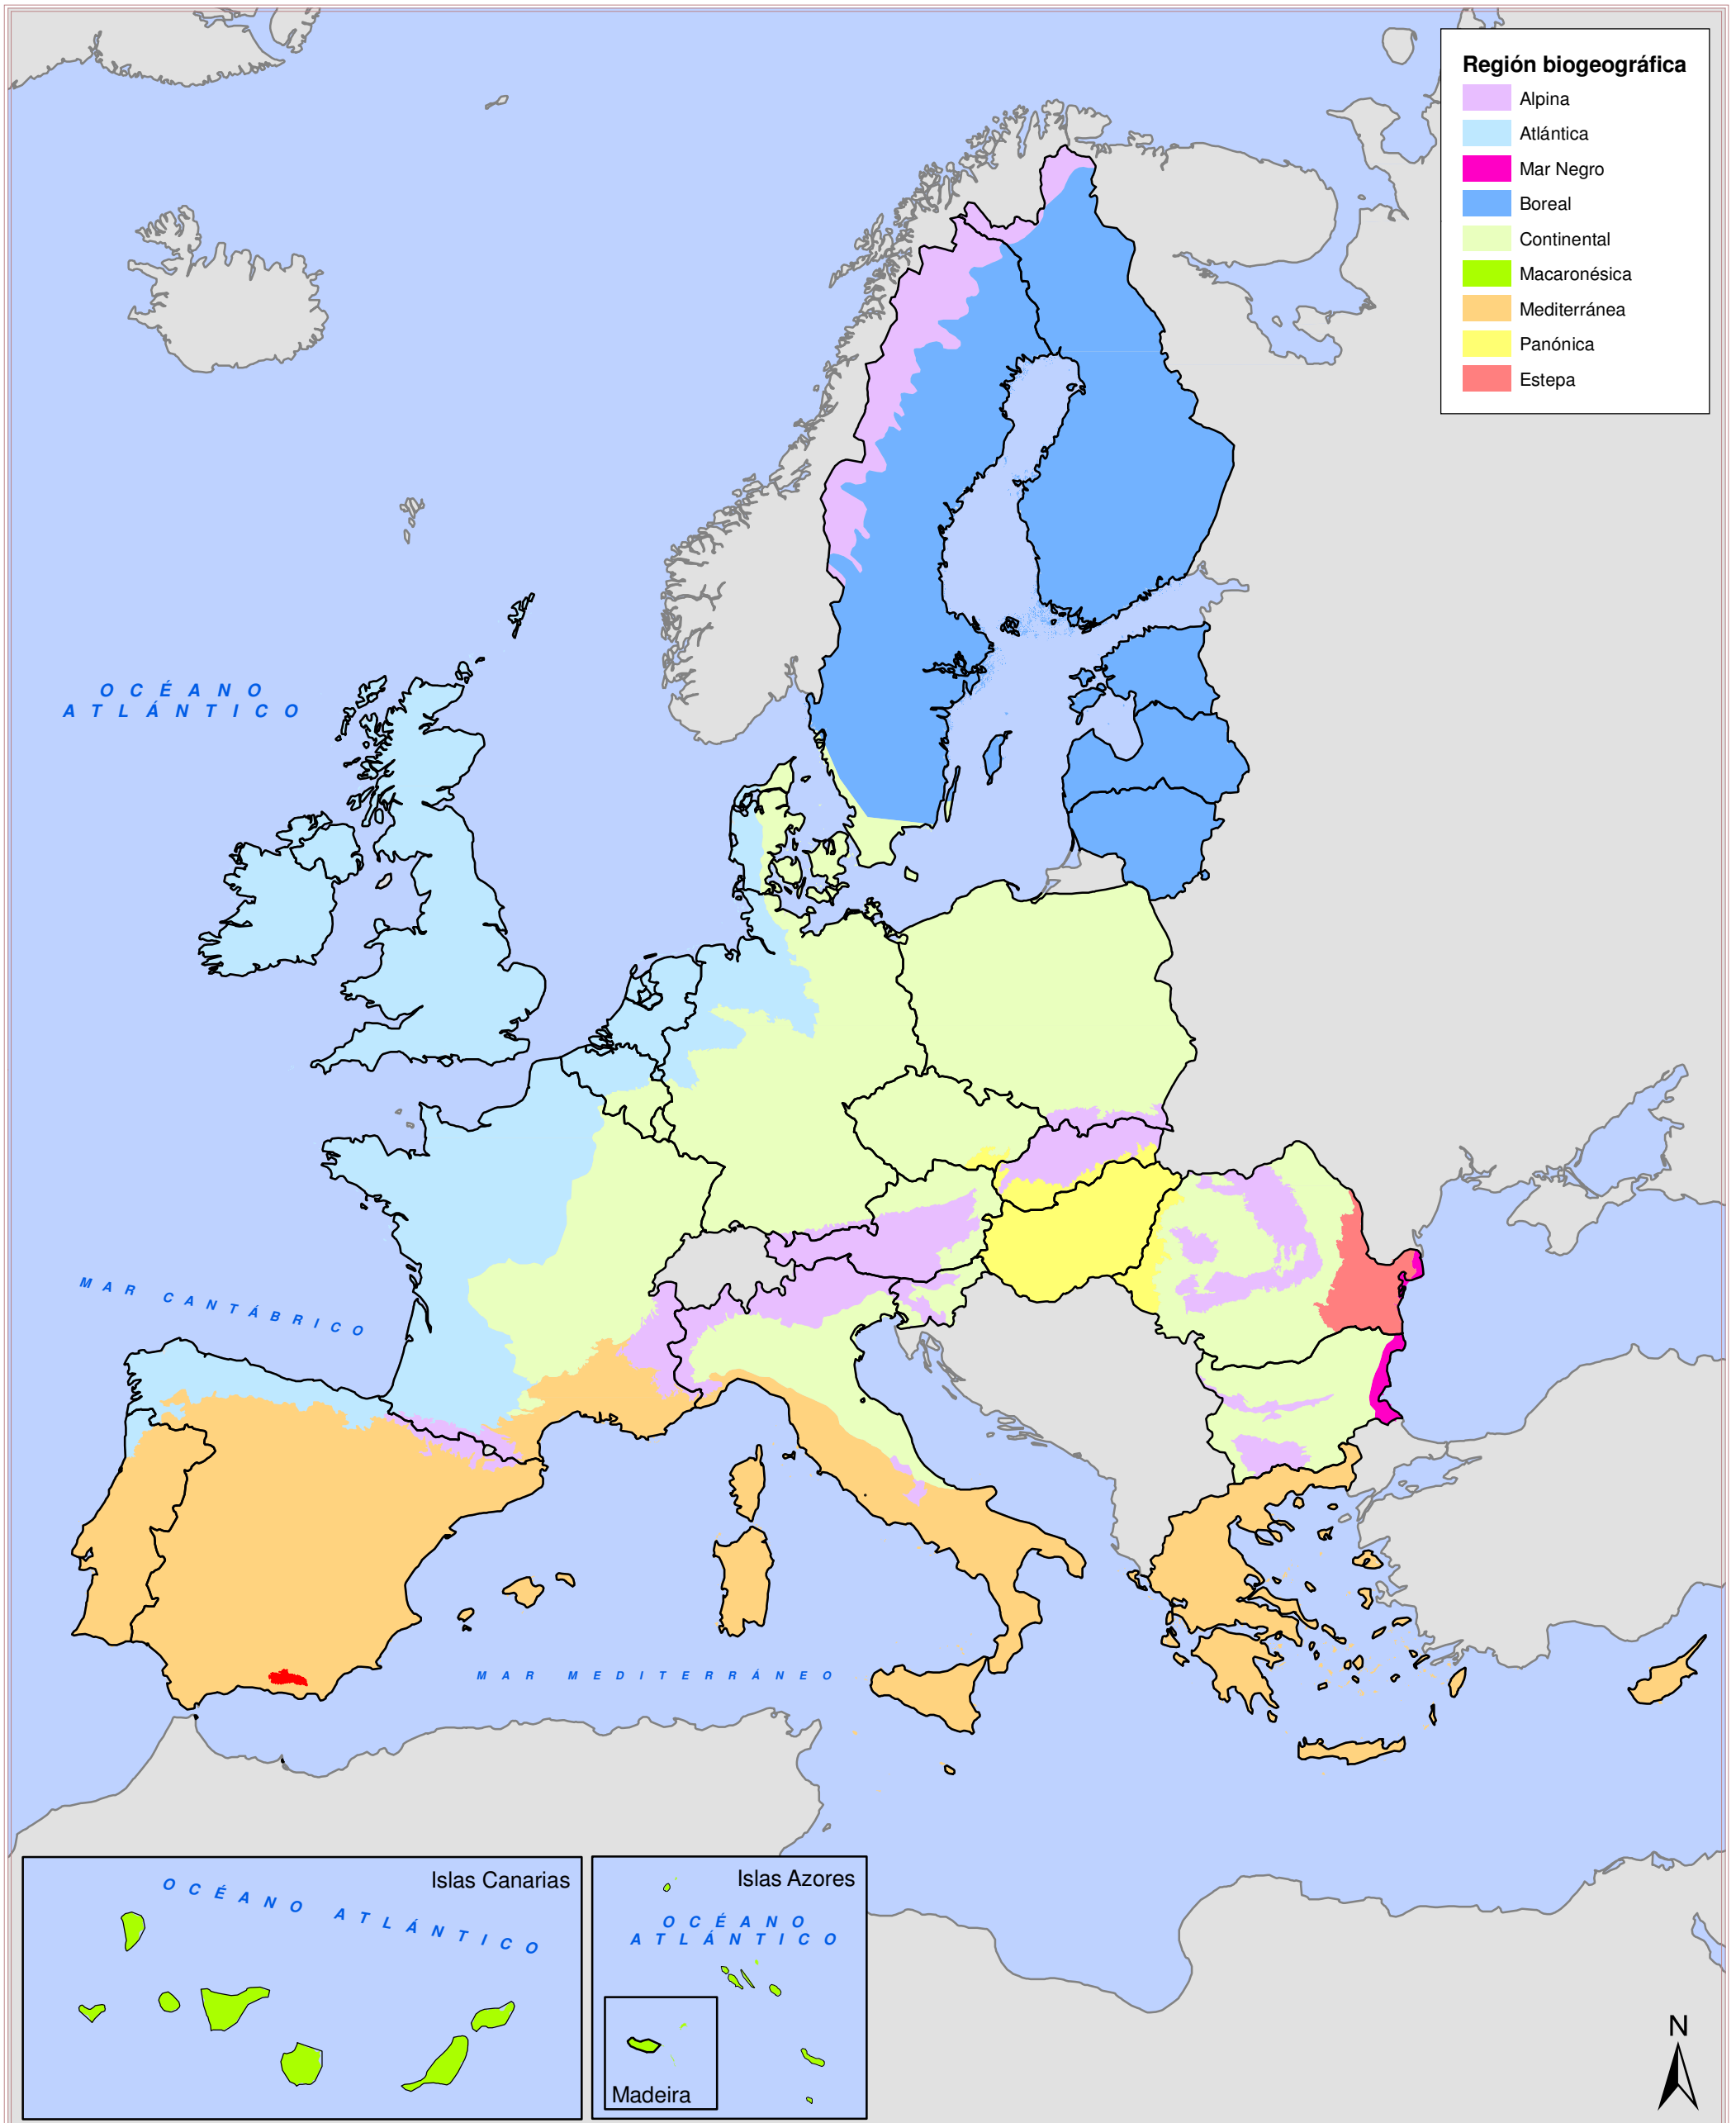 Región biogeográfica
Alpina
Atlántica
Mar Negro
Boreal
Continental
Macaronésica
Mediterránea
Panónica
Estepa
OCÉANO
ATLÁNTICO
MAR CANTÁBRICO
MAR MEDITERRÁNEO
Islas Canarias
OCÉANO ATLÁNTICO
Islas Azores
OCÉANO
ATLÁNTICO
Madeira
N